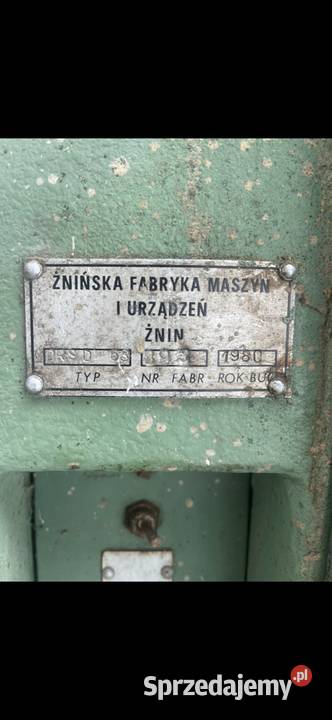 ŻNIŃSKA FABRYKA MASZYN
I URZĄDZEŃ
ŻNIN
1980
TYP NR FABR. ROK BUD
Sprzedajemy.pl